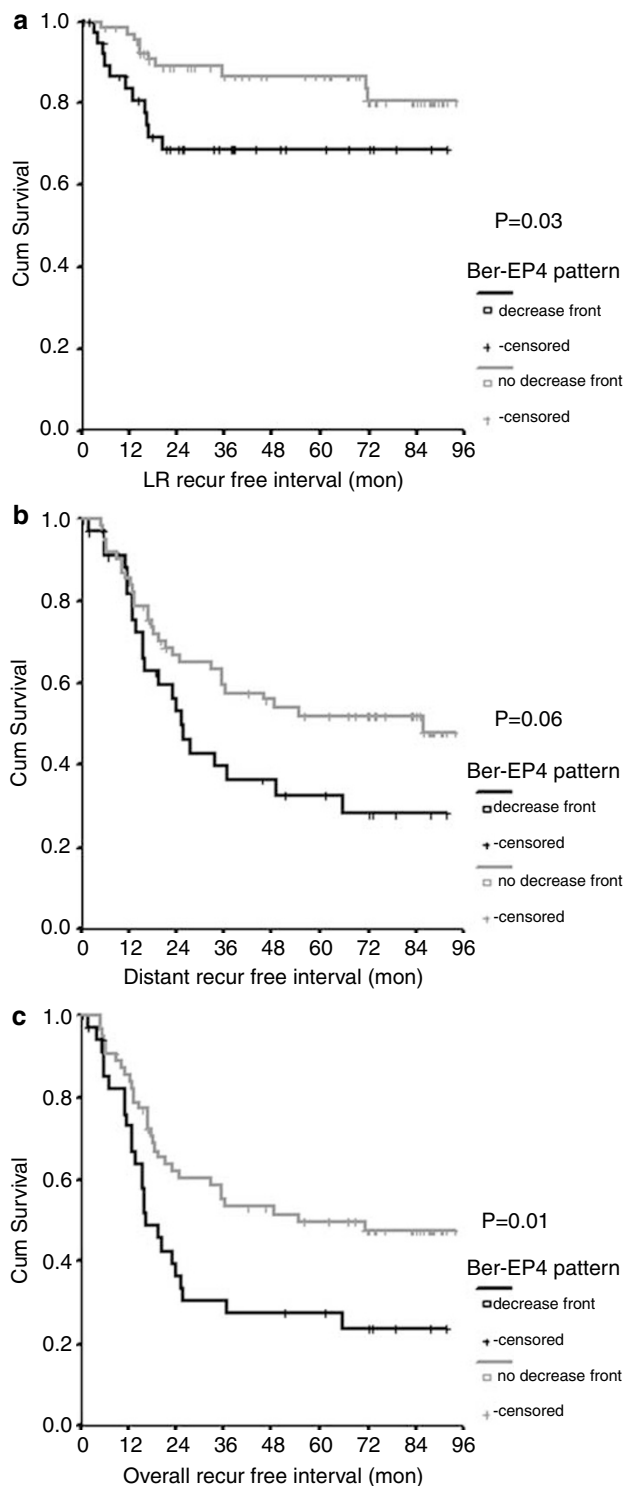 a
1.0
0.8
0.6
0.4
0.2
0.0
Cum Survival
0 12 24 36 48 60 72 84 96
LR recur free interval (mon)
P=0.03
Ber-EP4 pattern
decrease front
-censored
no decrease front
-censored
b
1.0
0.8
0.6
0.4
0.2
0.0
Cum Survival
0 12 24 36 48 60 72 84 96
Distant recur free interval (mon)
P=0.06
Ber-EP4 pattern
decrease front
-censored
no decrease front
-censored
c
1.0
0.8
0.6
0.4
0.2
0.0
Cum Survival
0 12 24 36 48 60 72 84 96
Overall recur free interval (mon)
P=0.01
Ber-EP4 pattern
decrease front
-censored
no decrease front
-censored